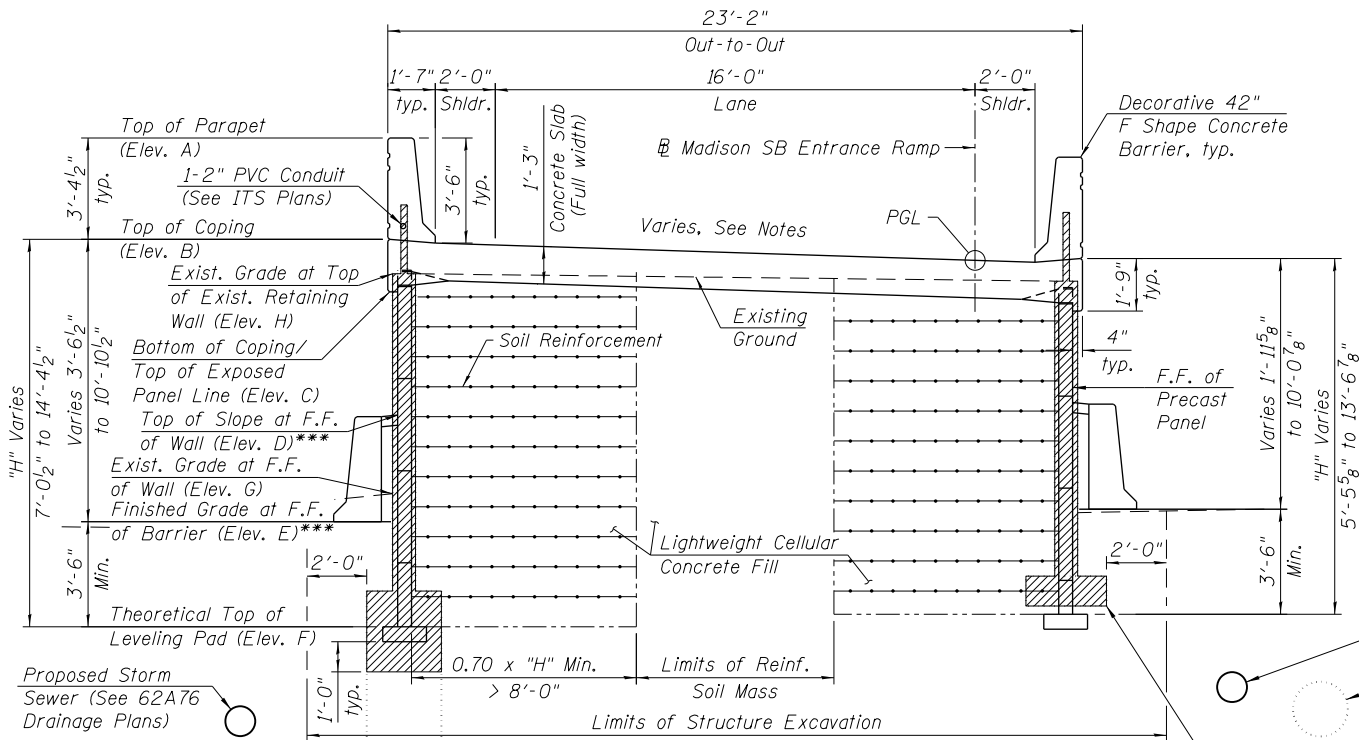 23'-2"
Out-to-Out
1'-7"
typ.
2'-0"
Shldr.
16'-0"
Lane
2'-0"
Shldr.
Decorative 42"
F Shape Concrete
Barrier, typ.
Top of Parapet
(Elev. A)
3'-4½"
typ.
1-2" PVC Conduit
(See ITS Plans)
3'-6"
typ.
1'-3"
Concrete Slab
(Full width)
℄ Madison SB Entrance Ramp
PGL
Varies, See Notes
Top of Coping
(Elev. B)
Exist. Grade at Top
of Exist. Retaining
Wall (Elev. H)
Existing
Ground
1'-9"
typ.
4"
typ.
Soil Reinforcement
Bottom of Coping/
Top of Exposed
Panel Line (Elev. C)
F.F. of
Precast
Panel
Top of Slope at F.F.
of Wall (Elev. D)***
Exist. Grade at F.F.
of Wall (Elev. G)
Finished Grade at F.F.
of Barrier (Elev. E)***
"H" Varies
7'-0½" to 14'-4½"
Varies 3'-6½"
to 10'-10½"
3'-6"
Min.
Varies 1'-11⅝"
to 10'-0⅞"
"H" Varies
5'-5⅝" to 13'-6⅞"
3'-6"
Min.
Lightweight Cellular
Concrete Fill
2'-0"
2'-0"
Theoretical Top of
Leveling Pad (Elev. F)
0.70 x "H" Min.
> 8'-0"
Limits of Reinf.
Soil Mass
1'-0"
typ.
Proposed Storm
Sewer (See 62A76
Drainage Plans)
Limits of Structure Excavation